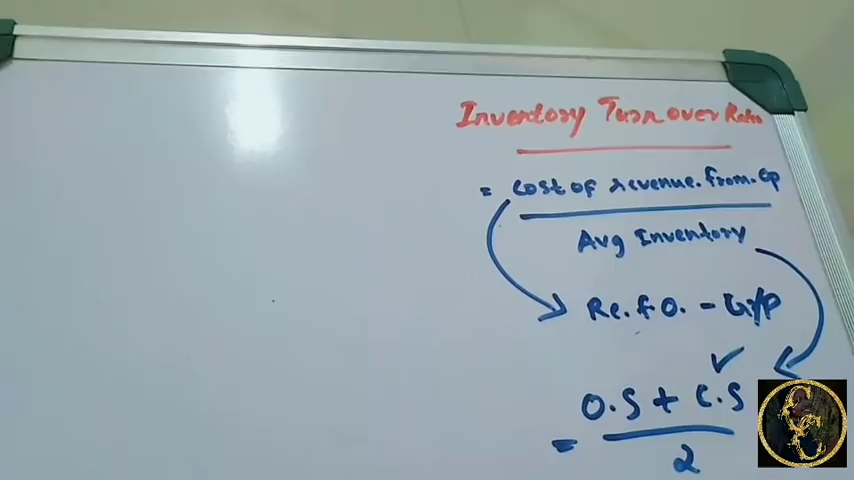 Inventory Turnover Ratio
= Cost of revenue. from. Op
Avg Inventory
Re. f O. - G/P
O.S + C.S
=
2